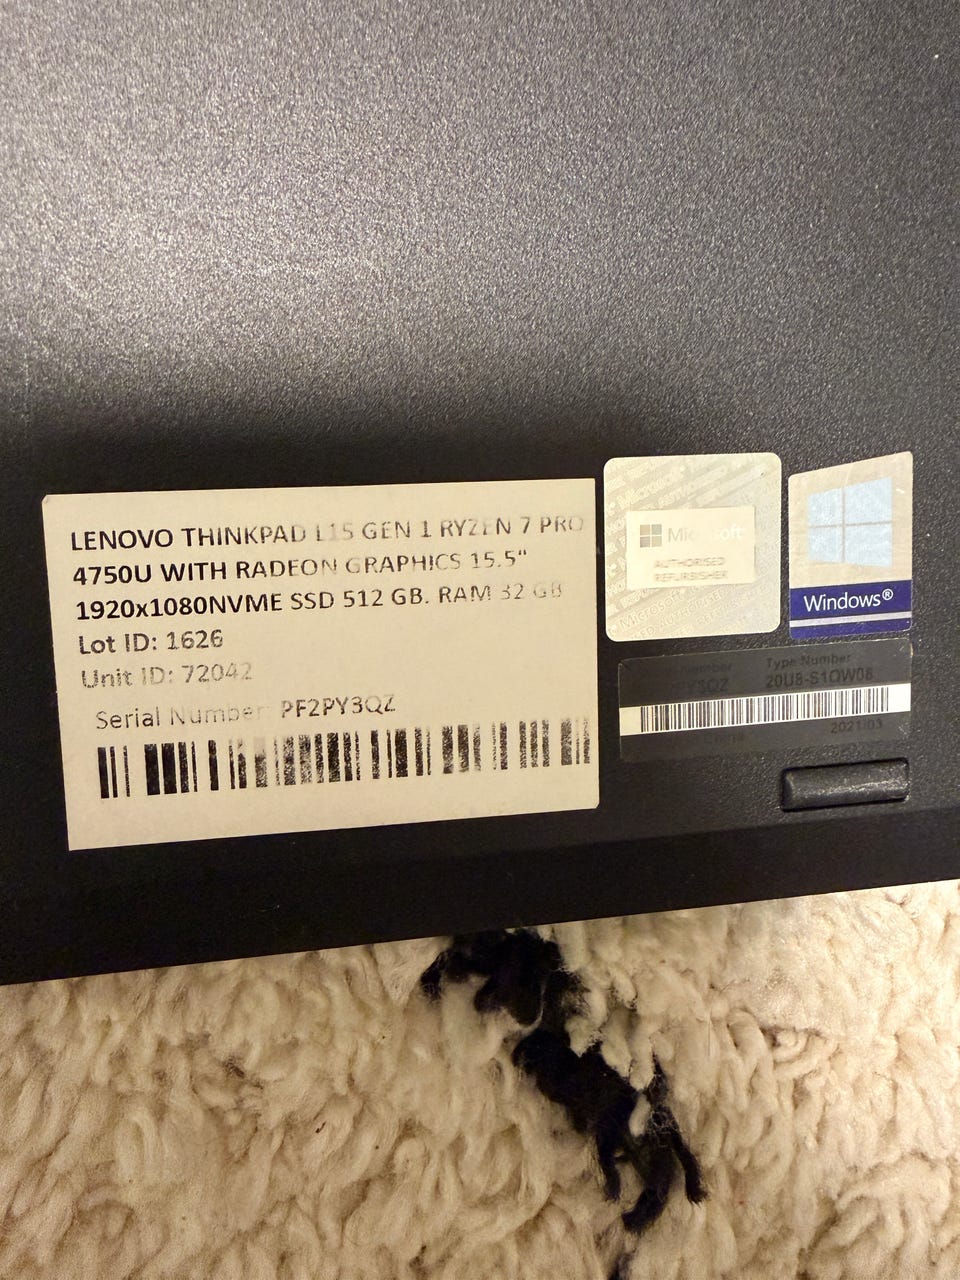 LENOVO THINKPAD L15 GEN 1 RYZEN 7 PRO
4750U WITH RADEON GRAPHICS 15.5"
1920x1080NVME SSD 512 GB. RAM 32 GB
Lot ID: 1626
Unit ID: 72042
Serial Number: PF2PY3QZ
Microsoft
AUTHORISED
REFURBISHER
Windows®
Number Type Number
20U8-S1QW08
2021/03